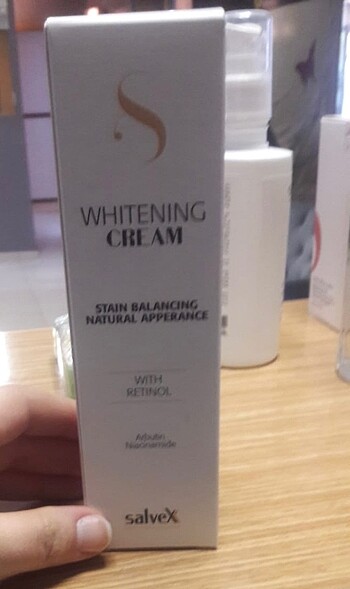 S
WHITENING
CREAM
STAIN BALANCING
NATURAL APPERANCE
WITH
RETINOL
Arbutin
Niacinamide
salveX